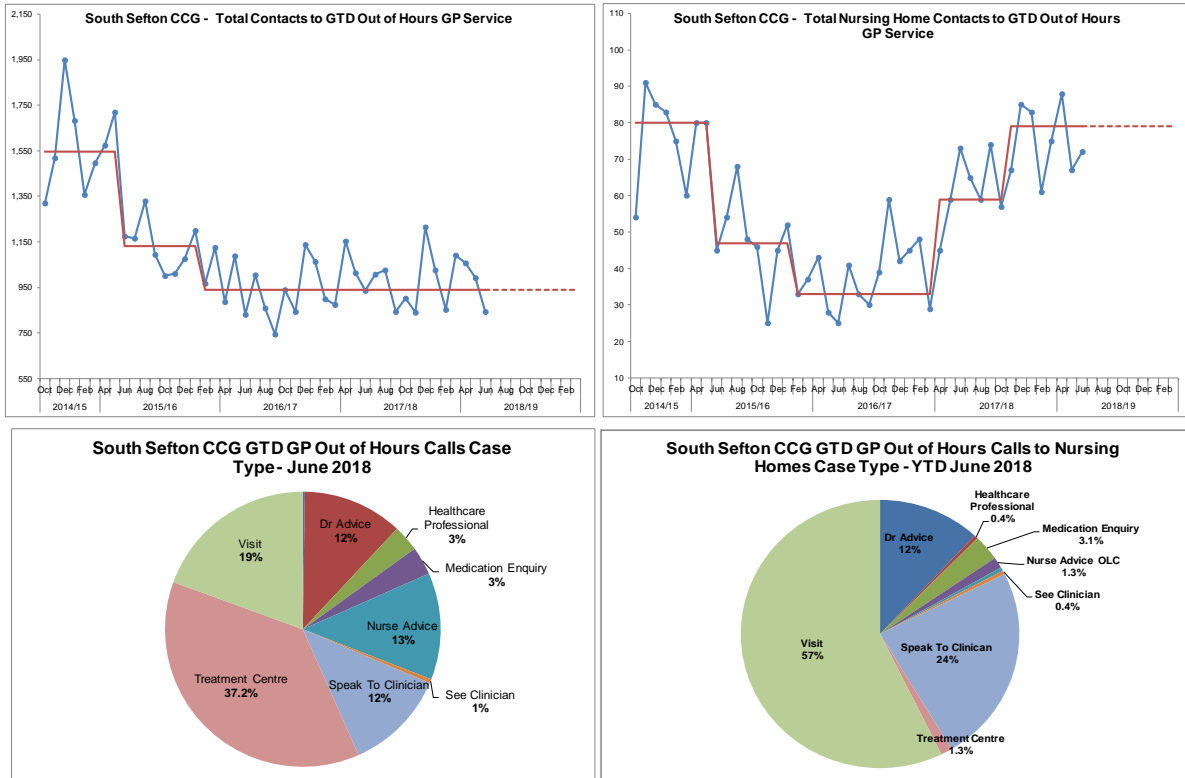 South Sefton CCG - Total Contacts to GTD Out of Hours GP Service
1,950
1,750
1,550
1,350
1,150
950
750
550
Oct Dec Feb Apr Jun Aug Oct Dec Feb Apr Jun Aug Oct Dec Feb Apr Jun Aug Oct Dec Feb Apr Jun Aug Oct Dec Feb
2014/15 2015/16 2016/17 2017/18 2018/19
South Sefton CCG - Total Nursing Home Contacts to GTD Out of Hours
GP Service
110
100
90
80
70
60
50
40
30
20
10
Oct Dec Feb Apr Jun Aug Oct Dec Feb Apr Jun Aug Oct Dec Feb Apr Jun Aug Oct Dec Feb Apr Jun Aug Oct Dec Feb
2014/15 2015/16 2016/17 2017/18 2018/19
South Sefton CCG GTD GP Out of Hours Calls Case
Type - June 2018
Dr Advice
12%
Healthcare
Professional
3%
Medication Enquiry
3%
Nurse Advice
13%
See Clinician
1%
Speak To Clinician
12%
Treatment Centre
37.2%
Visit
19%
South Sefton CCG GTD GP Out of Hours Calls to Nursing
Homes Case Type - YTD June 2018
Dr Advice
12%
Healthcare
Professional
0.4%
Medication Enquiry
3.1%
Nurse Advice OLC
1.3%
See Clinician
0.4%
Speak To Clinican
24%
Treatment Centre
1.3%
Visit
57%